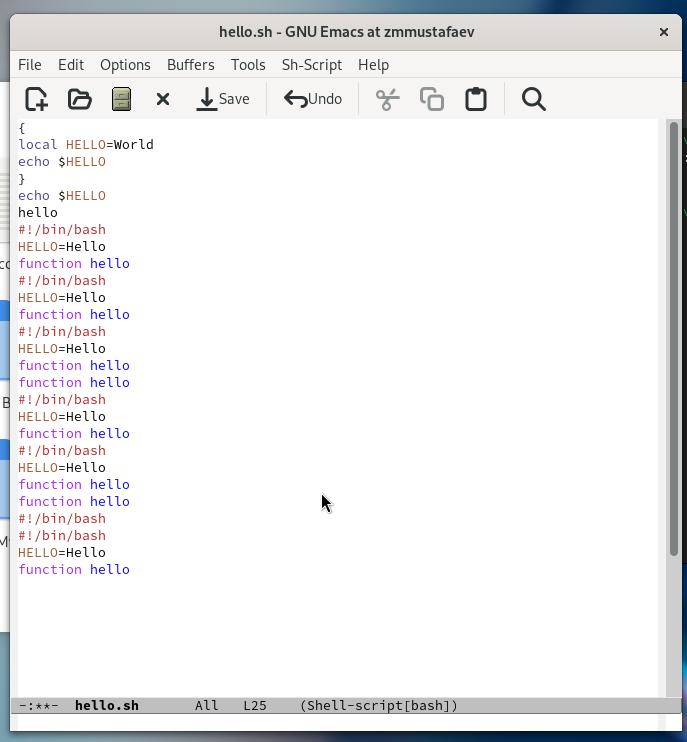 hello.sh - GNU Emacs at zmmustafaev
File Edit Options Buffers Tools Sh-Script Help
Save Undo
{
local HELLO=World
echo $HELLO
}
echo $HELLO
hello
#!/bin/bash
HELLO=Hello
function hello
#!/bin/bash
HELLO=Hello
function hello
#!/bin/bash
HELLO=Hello
function hello
function hello
#!/bin/bash
HELLO=Hello
function hello
#!/bin/bash
HELLO=Hello
function hello
function hello
#!/bin/bash
#!/bin/bash
HELLO=Hello
function hello
-:**- hello.sh All L25 (Shell-script[bash])